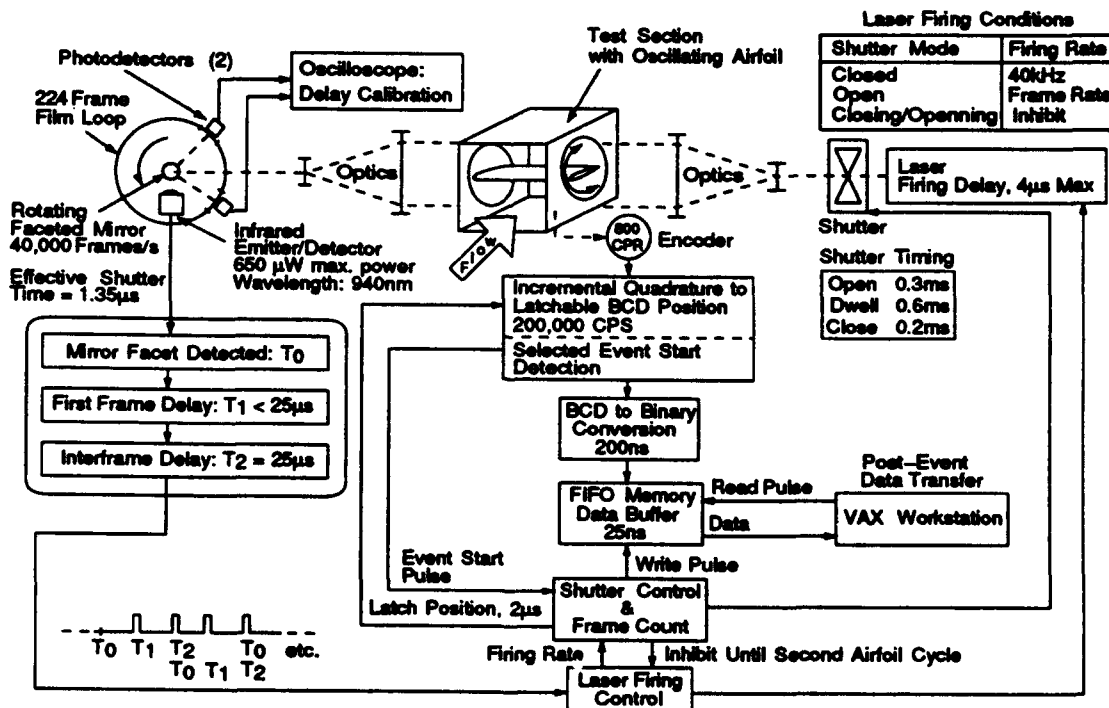 Laser Firing Conditions
Shutter Mode Firing Rate
Closed 40kHz
Open Frame Rate
Closing/Openning Inhibit
Test Section
with Oscillating Airfoil
Photodetectors (2)
Oscilloscope:
Delay Calibration
224 Frame
Film Loop
Optics
Optics
Laser
Firing Delay, 4µs Max
Shutter
Rotating
Faceted Mirror
40,000 Frames/s
Infrared
Emitter/Detector
650 µW max. power
Wavelength: 940nm
Flow
800
CPR
Encoder
Effective Shutter
Time = 1.35µs
Shutter Timing
Open 0.3ms
Dwell 0.6ms
Close 0.2ms
Incremental Quadrature to
Latchable BCD Position
200,000 CPS
Selected Event Start
Detection
Mirror Facet Detected: T0
First Frame Delay: T1 < 25µs
Interframe Delay: T2 = 25µs
BCD to Binary
Conversion
200ns
FIFO Memory
Data Buffer
25ns
Read Pulse
Data
Post-Event
Data Transfer
VAX Workstation
Write Pulse
Event Start
Pulse
Latch Position, 2µs
Shutter Control
&
Frame Count
T0 T1 T2 T0 etc.
T0 T1 T2
Firing Rate
Inhibit Until Second Airfoil Cycle
Laser Firing
Control